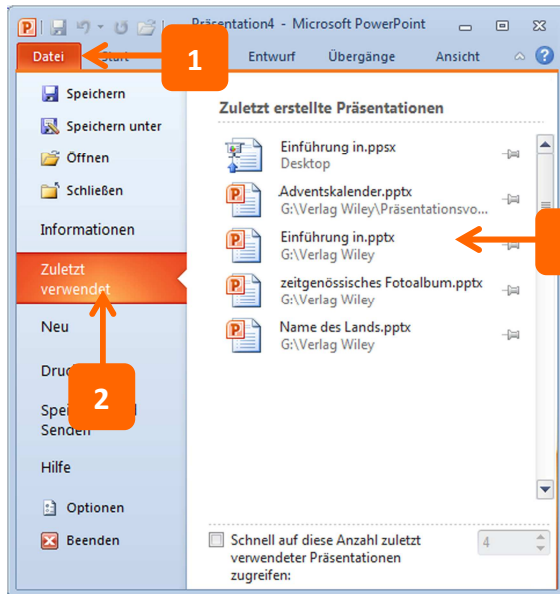 Präsentation4 - Microsoft PowerPoint
Datei Start Entwurf Übergänge Ansicht
1
Speichern
Speichern unter
Öffnen
Schließen
Informationen
Zuletzt
verwendet
Neu
2
Senden
Hilfe
Optionen
Beenden
Zuletzt erstellte Präsentationen
Einführung in.ppsx
Desktop
Adventskalender.pptx
G:\Verlag Wiley\Präsentationsvo...
Einführung in.pptx
G:\Verlag Wiley
zeitgenössisches Fotoalbum.pptx
G:\Verlag Wiley
Name des Lands.pptx
G:\Verlag Wiley
Schnell auf diese Anzahl zuletzt
verwendeter Präsentationen
zugreifen:
4